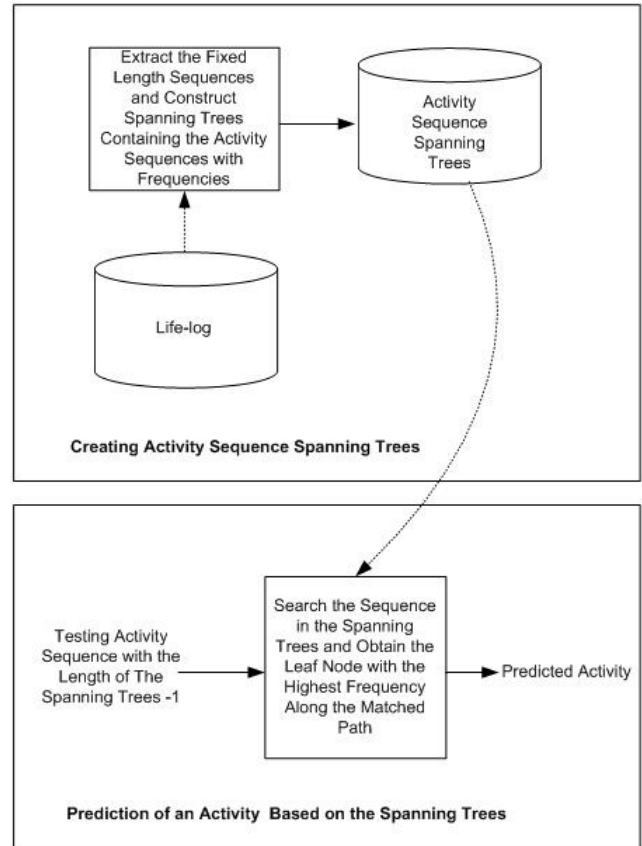 Extract the Fixed
Length Sequences
and Construct
Spanning Trees
Containing the Activity
Sequences with
Frequencies
Activity
Sequence
Spanning
Trees
Life-log
Creating Activity Sequence Spanning Trees
Testing Activity
Sequence with the
Length of The
Spanning Trees -1
Search the Sequence
in the Spanning
Trees and Obtain the
Leaf Node with the
Highest Frequency
Along the Matched
Path
Predicted Activity
Prediction of an Activity Based on the Spanning Trees